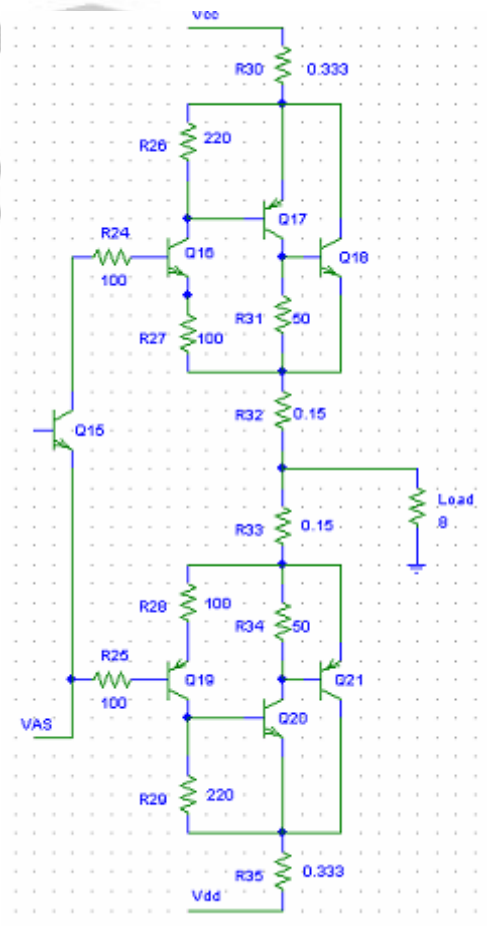 Vcc
R30 0.333
R26 220
Q17
R24
Q16
Q18
100
R31 50
R27 100
R32 0.15
Q15
Load
8
R33 0.15
R28 100
R34 50
R25
Q19
Q21
100
Q20
VAS
R29 220
R35 0.333
Vdd